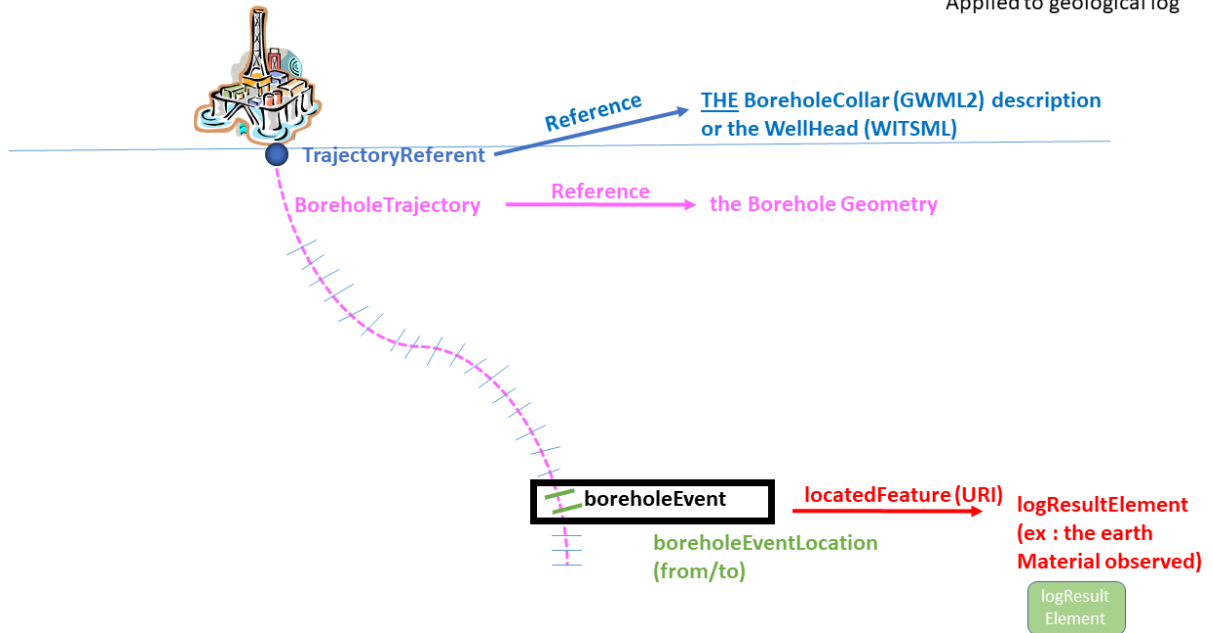 Applied to geological log
Reference
THE BoreholeCollar (GWML2) description
or the WellHead (WITSML)
TrajectoryReferent
BoreholeTrajectory
Reference
the Borehole Geometry
boreholeEvent
locatedFeature (URI)
logResultElement
(ex : the earth
Material observed)
boreholeEventLocation
(from/to)
logResult
Element